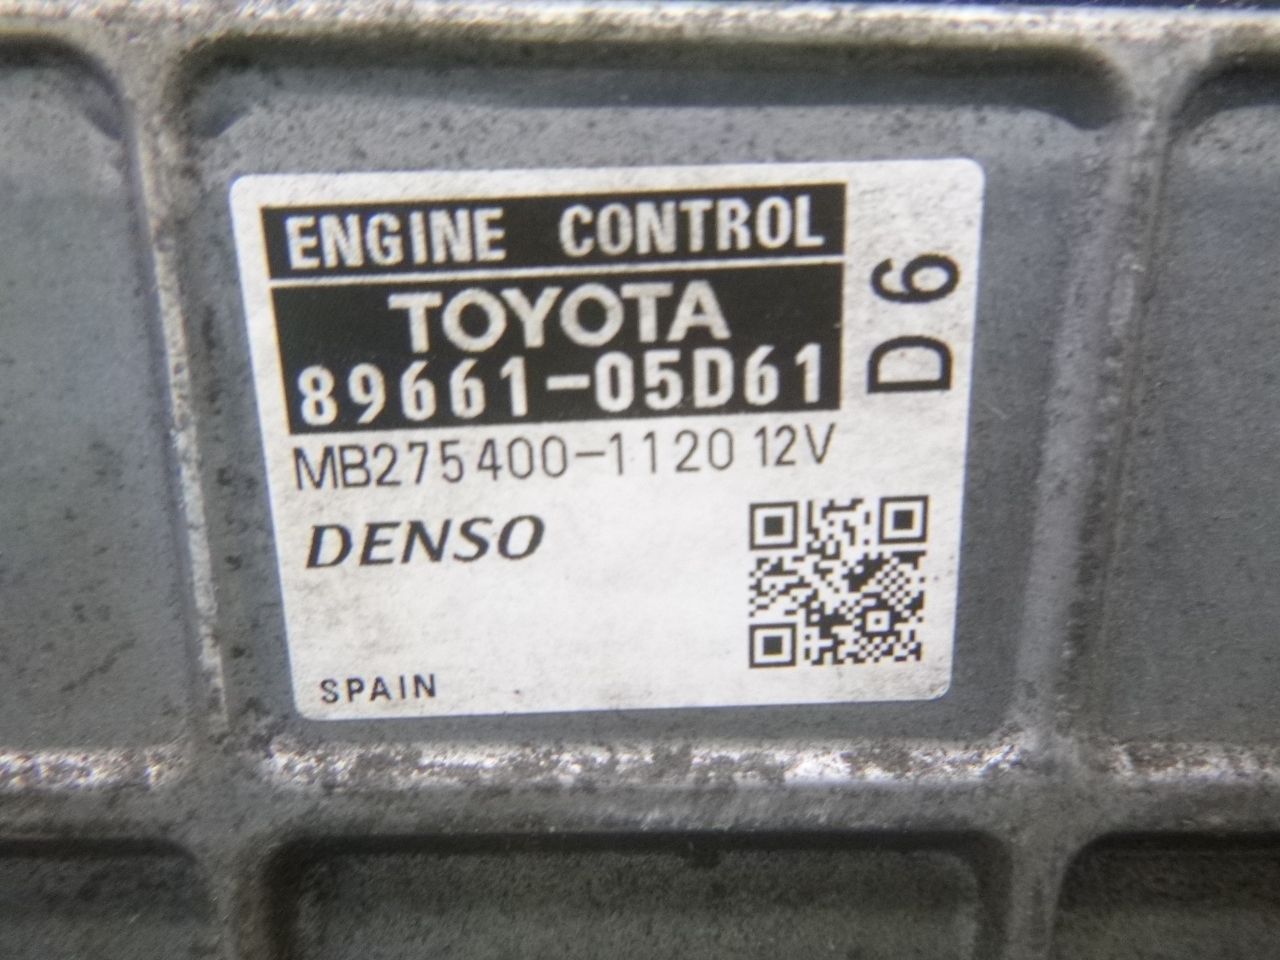 ENGINE CONTROL
TOYOTA
89661-05D61
D6
MB275400-1120 12V
DENSO
SPAIN